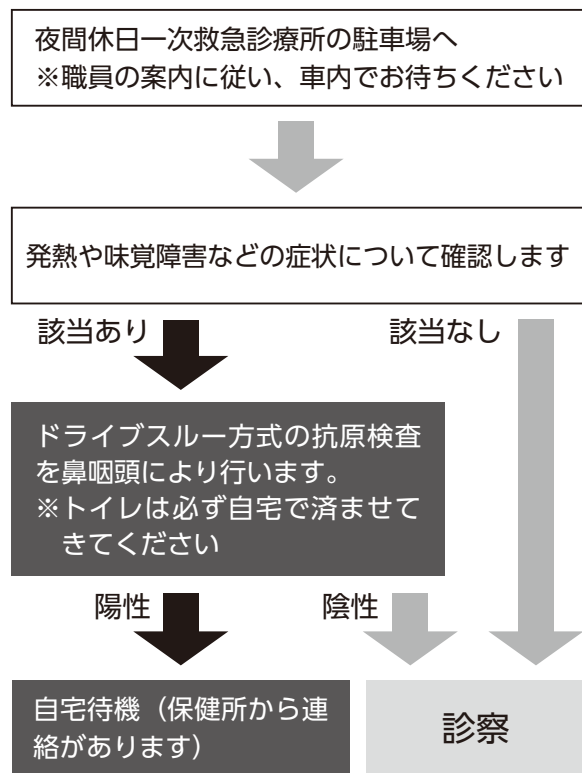 夜間休日一次救急診療所の駐車場へ
※職員の案内に従い、車内でお待ちください
発熱や味覚障害などの症状について確認します
該当あり
該当なし
ドライブスルー方式の抗原検査
を鼻咽頭により行います。
※トイレは必ず自宅で済ませて
きてください
陽性
陰性
自宅待機（保健所から連
絡があります）
診察